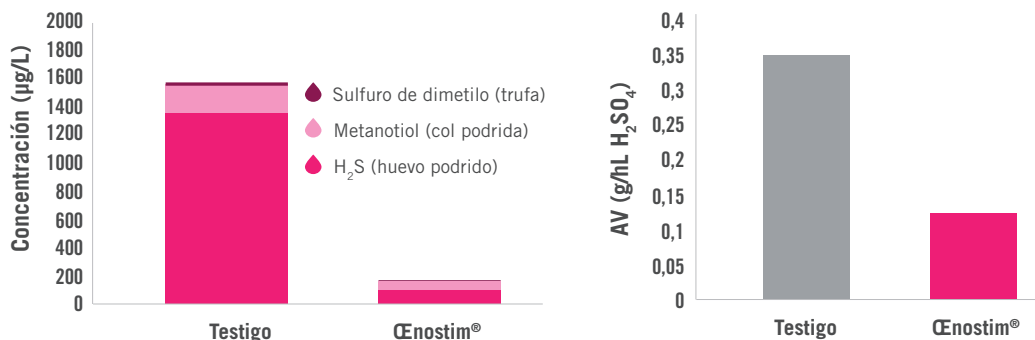 Concentración (µg/L)
2000
1800
1600
1400
1200
1000
800
600
400
200
0
Sulfuro de dimetilo (trufa)
Metanotiol (col podrida)
H₂S (huevo podrido)
Testigo
Œnostim®
AV (g/hL H₂SO₄)
0,4
0,35
0,3
0,25
0,2
0,15
0,1
0,05
0
Testigo
Œnostim®